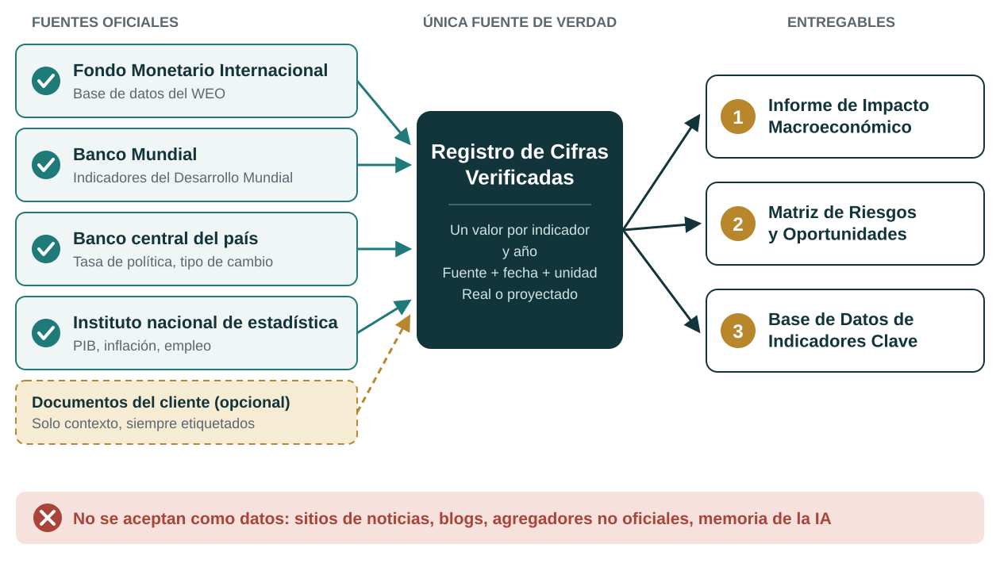 FUENTES OFICIALES
ÚNICA FUENTE DE VERDAD
ENTREGABLES
Fondo Monetario Internacional
Base de datos del WEO
Banco Mundial
Indicadores del Desarrollo Mundial
Banco central del país
Tasa de política, tipo de cambio
Instituto nacional de estadística
PIB, inflación, empleo
Documentos del cliente (opcional)
Solo contexto, siempre etiquetados
Registro de Cifras
Verificadas
Un valor por indicador
y año
Fuente + fecha + unidad
Real o proyectado
1
Informe de Impacto
Macroeconómico
2
Matriz de Riesgos
y Oportunidades
3
Base de Datos de
Indicadores Clave
No se aceptan como datos: sitios de noticias, blogs, agregadores no oficiales, memoria de la IA